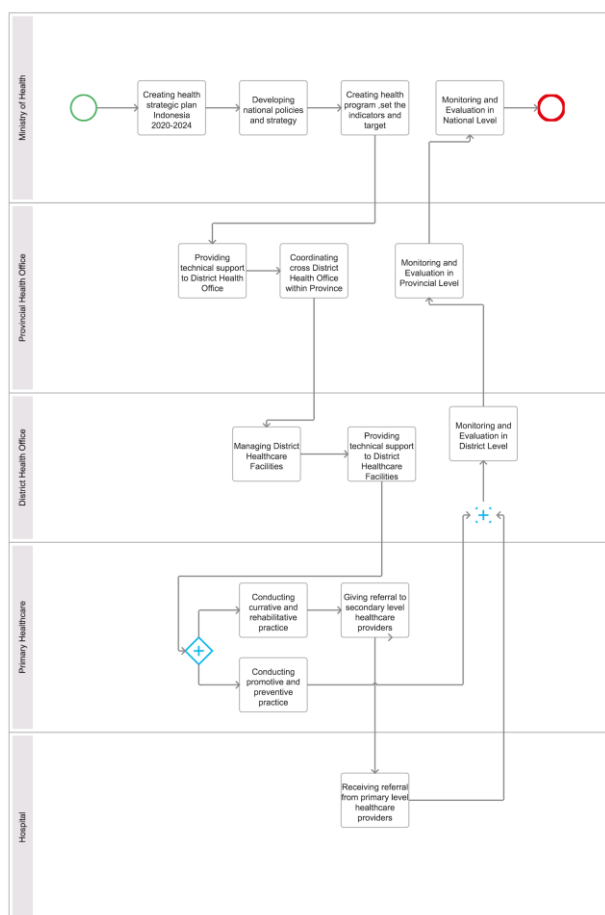 Ministry of Health
Creating health
strategic plan
Indonesia
2020-2024
Developing
national policies
and strategy
Creating health
program ,set the
indicators and
target
Monitoring and
Evaluation in
National Level
Provincial Health Office
Providing
technical support
to District Health
Office
Coordinating
cross District
Health Office
within Province
Monitoring and
Evaluation in
Provincial Level
District Health Office
Managing District
Healthcare
Facilities
Providing
technical support
to District
Healthcare
Facilities
Monitoring and
Evaluation in
District Level
Primary Healthcare
Conducting
currative and
rehabilitative
practice
Giving referral to
secondary level
healthcare
providers
Conducting
promotive and
preventive
practice
Hospital
Receiving referral
from primary level
healthcare
providers